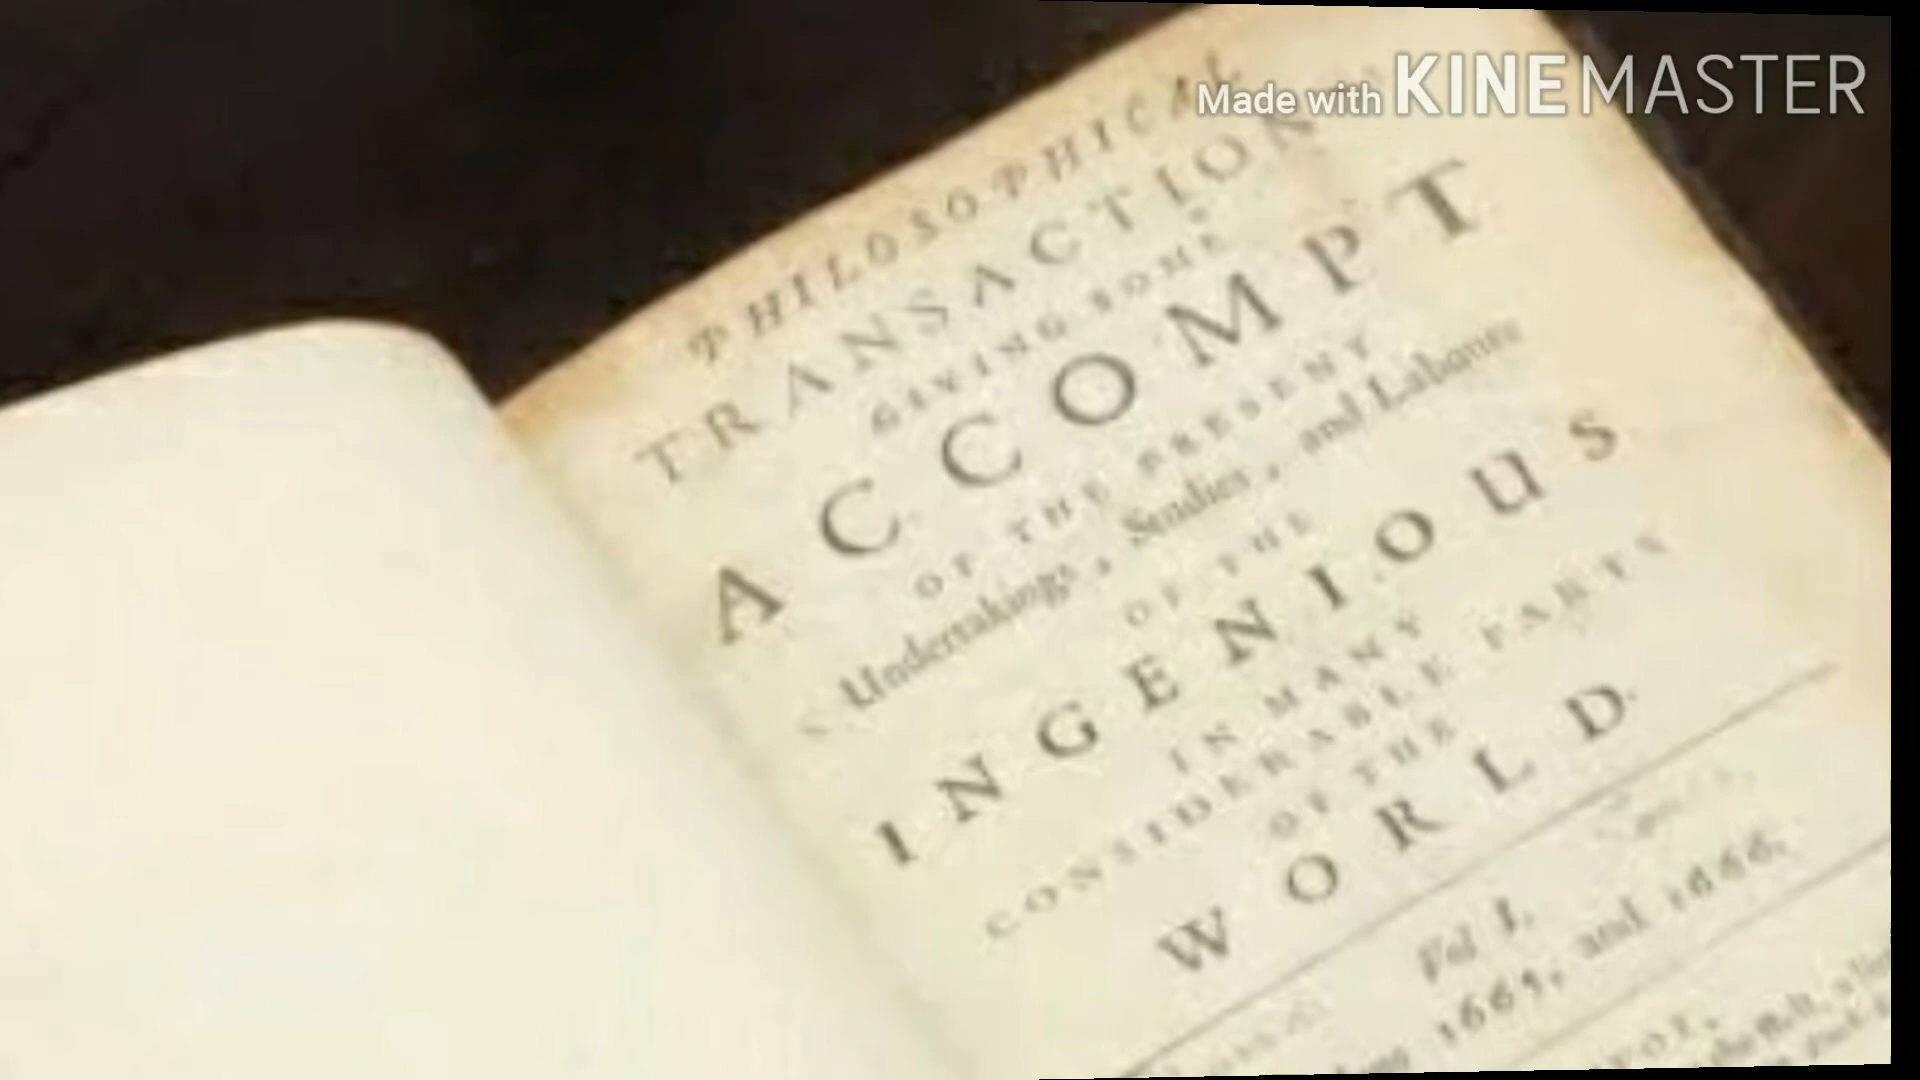 Made with KINEMASTER
PHILOSOPHICAL
TRANSACTION
GIVING SOME
ACCOMPT
OF THE PRESENT
Undertakings, Studies, and Labours
OF THE
INGENIOUS
IN MANY
CONSIDERABLE PARTS
OF THE
WORLD.
Vol I.
1665, and 1666.